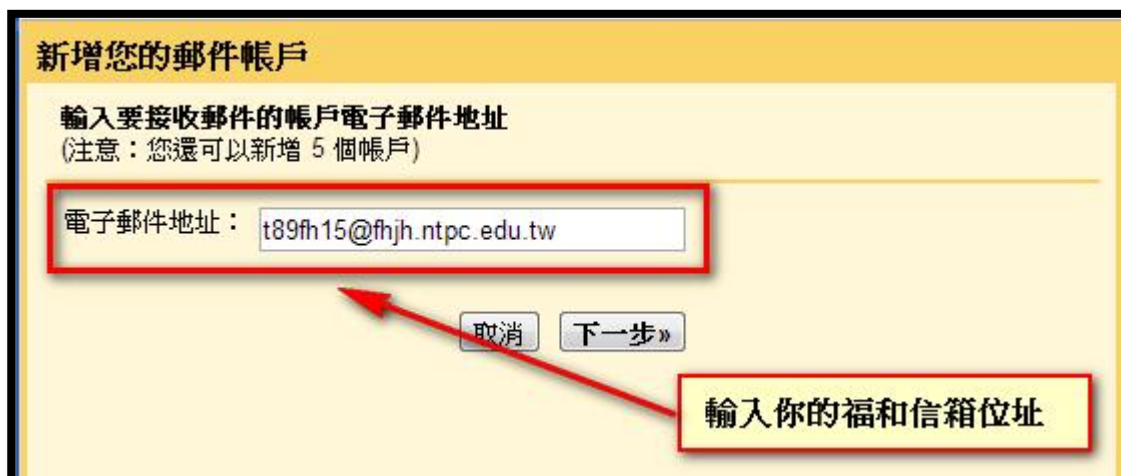 新增您的郵件帳戶
輸入要接收郵件的帳戶電子郵件地址
(注意：您還可以新增 5 個帳戶)
電子郵件地址： t89fh15@fhjh.ntpc.edu.tw
取消 下一步»
輸入你的福和信箱位址